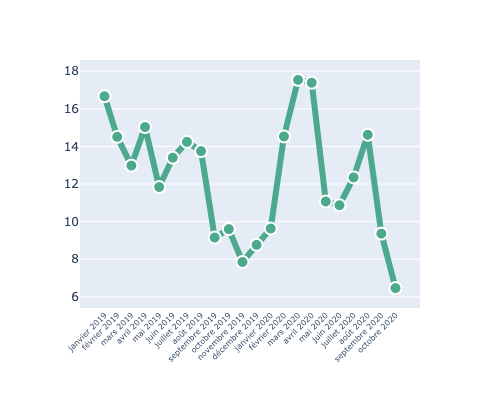 18
16
14
12
10
8
6
janvier 2019
février 2019
mars 2019
avril 2019
mai 2019
juin 2019
juillet 2019
août 2019
septembre 2019
octobre 2019
novembre 2019
décembre 2019
janvier 2020
février 2020
mars 2020
avril 2020
mai 2020
juin 2020
juillet 2020
août 2020
septembre 2020
octobre 2020